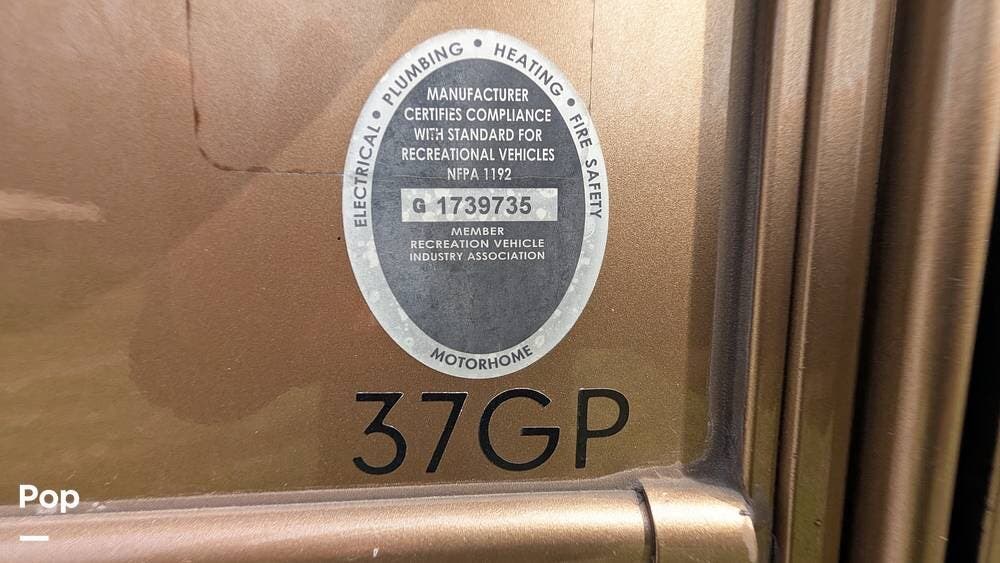 ELECTRICAL • PLUMBING • HEATING • FIRE SAFETY
MANUFACTURER
CERTIFIES COMPLIANCE
WITH STANDARD FOR
RECREATIONAL VEHICLES
NFPA 1192
G 1739735
MEMBER
RECREATION VEHICLE
INDUSTRY ASSOCIATION
MOTORHOME
37GP
Pop